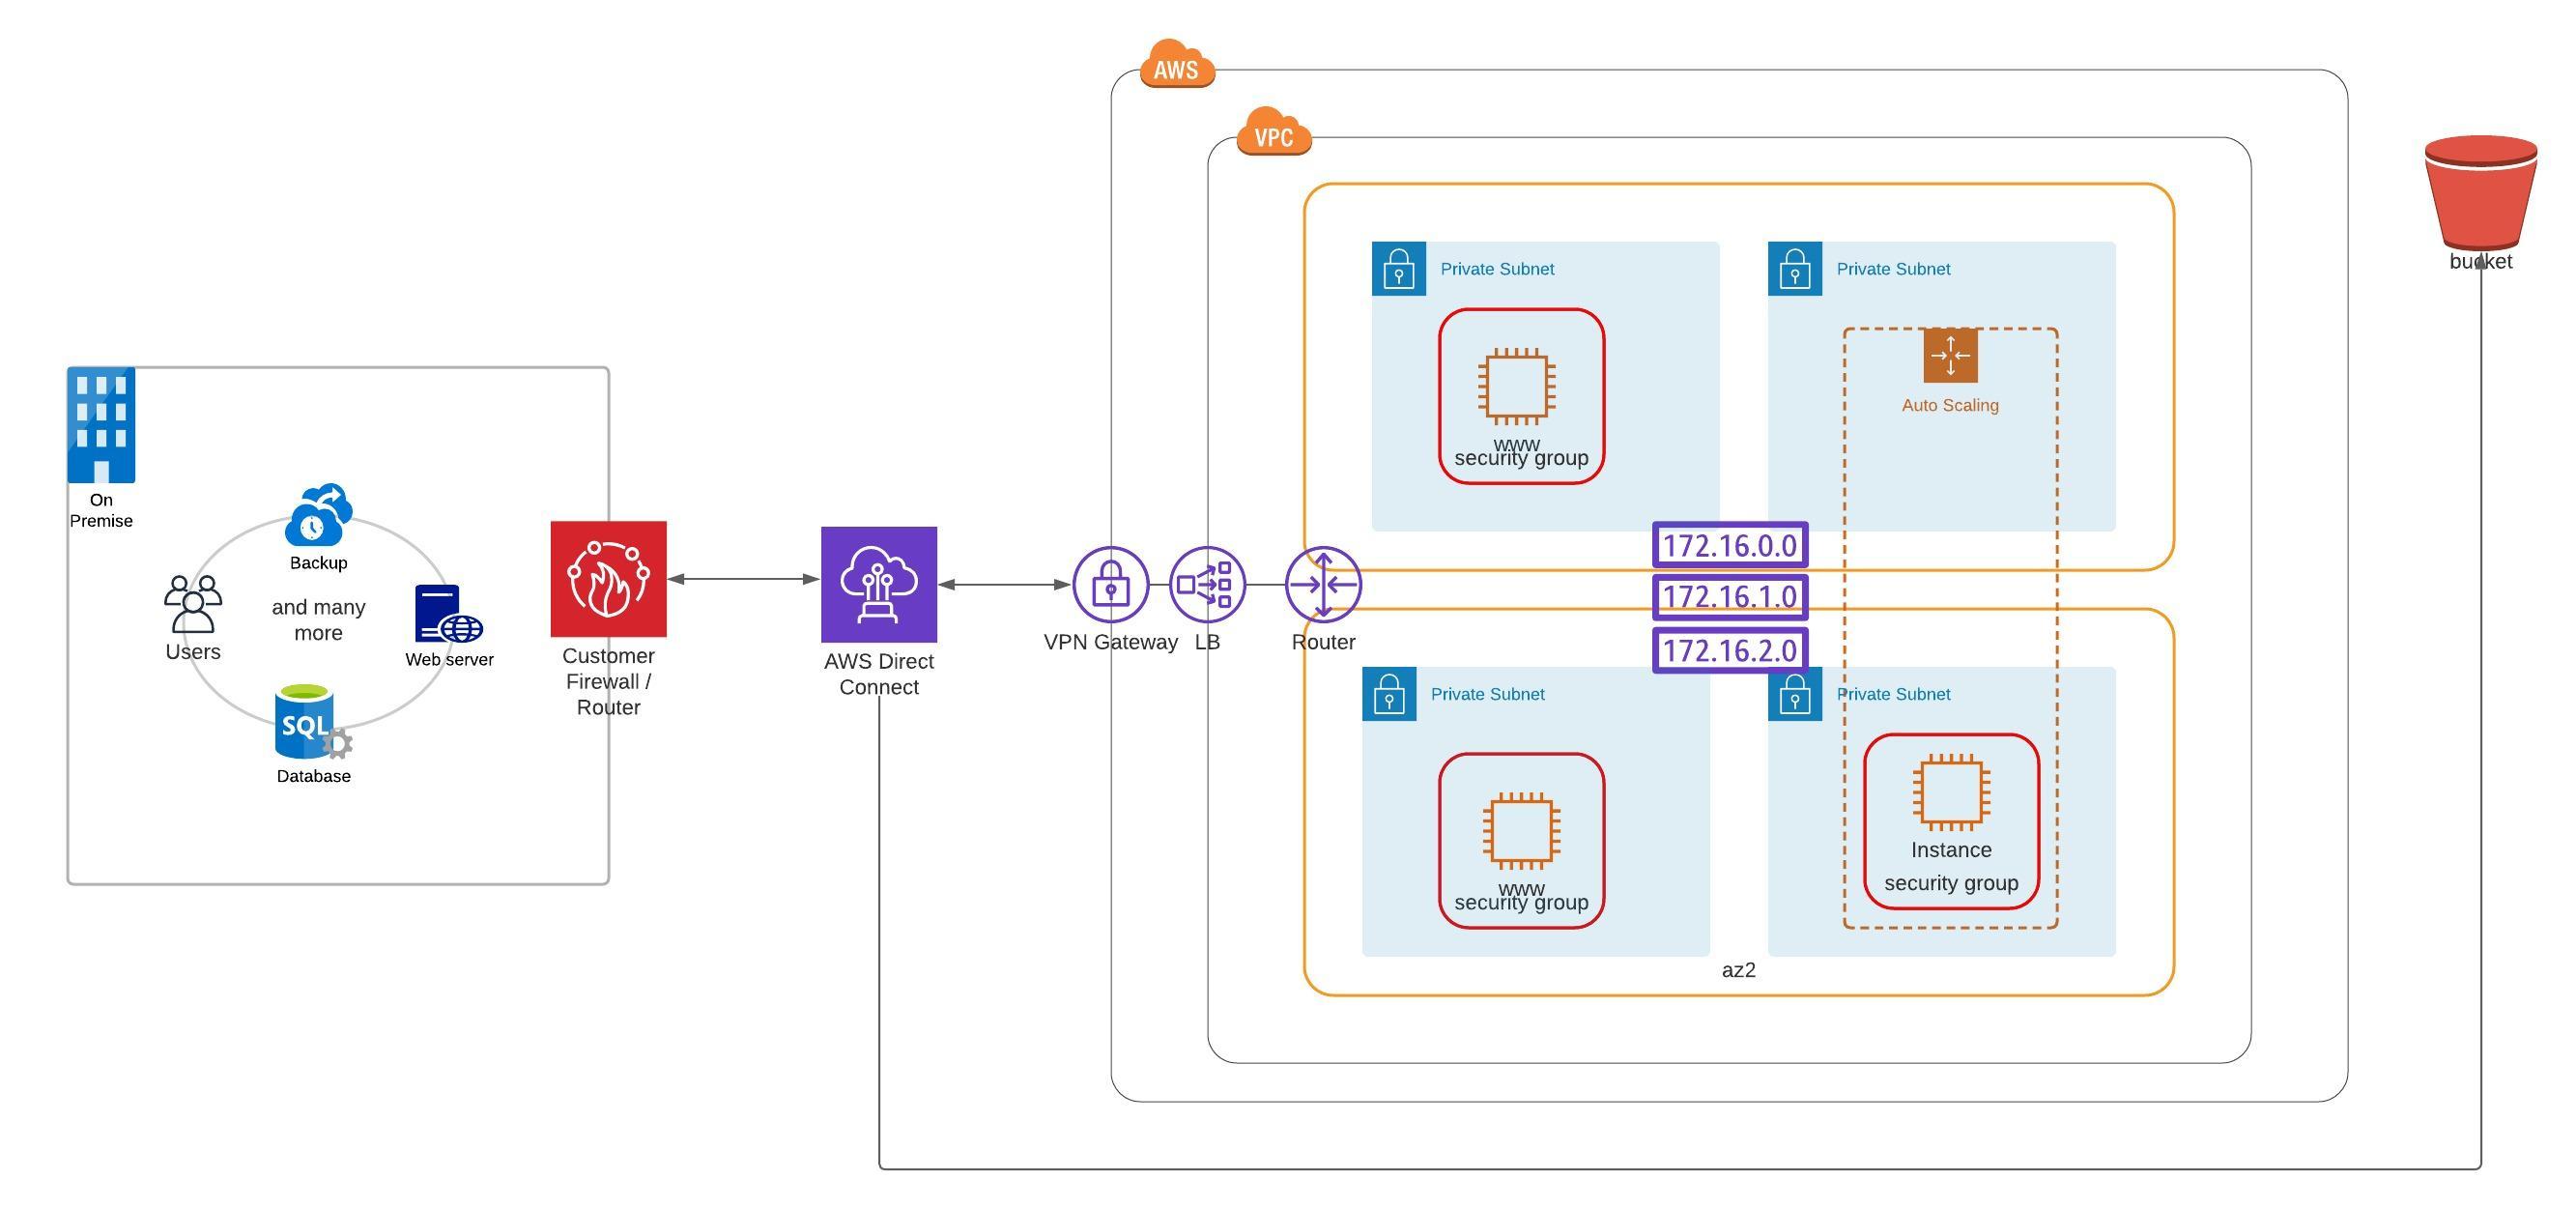 AWS
VPC
bucket
Private Subnet
Private Subnet
Auto Scaling
www
security group
On
Premise
Backup
and many
more
Users
Web server
SQL
Database
Customer
Firewall /
Router
AWS Direct
Connect
VPN Gateway
LB
Router
172.16.0.0
172.16.1.0
172.16.2.0
Private Subnet
Private Subnet
www
security group
Instance
security group
az2